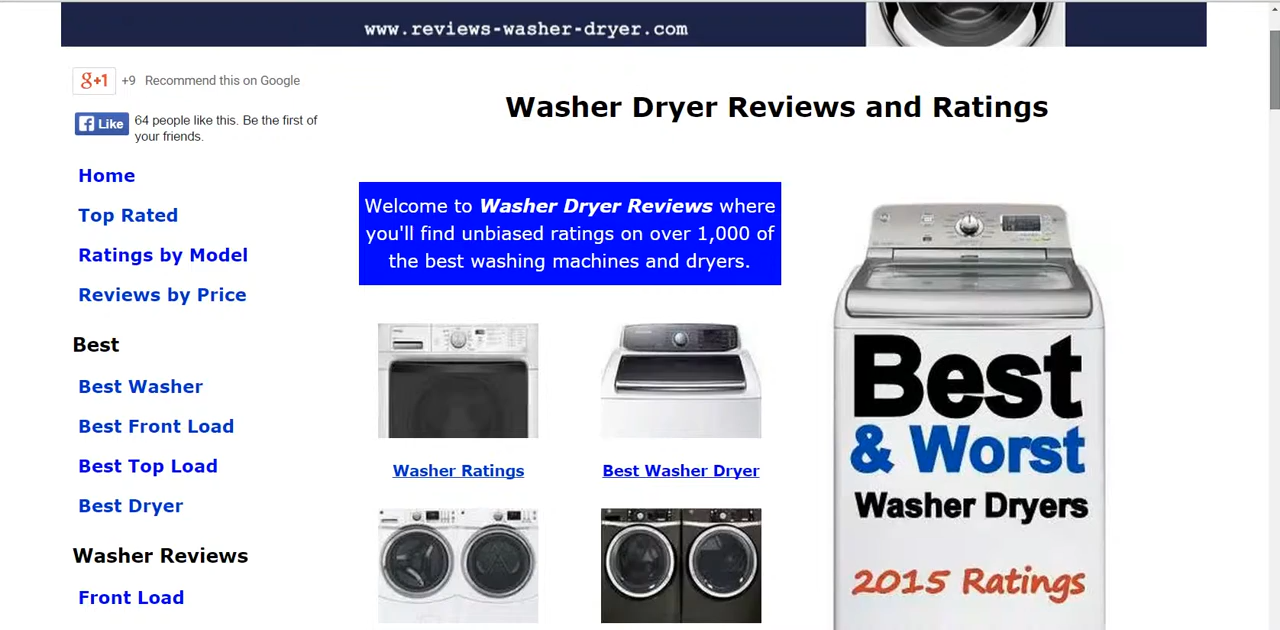 www.reviews-washer-dryer.com
g+1 +9 Recommend this on Google
Like 64 people like this. Be the first of
your friends.
Home
Top Rated
Ratings by Model
Reviews by Price
Best
Best Washer
Best Front Load
Best Top Load
Best Dryer
Washer Reviews
Front Load
Washer Dryer Reviews and Ratings
Welcome to Washer Dryer Reviews where
you'll find unbiased ratings on over 1,000 of
the best washing machines and dryers.
Washer Ratings
Best Washer Dryer
Best
& Worst
Washer Dryers
2015 Ratings